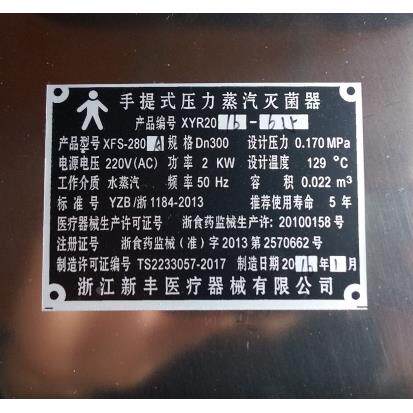 手提式压力蒸汽灭菌器
产品编号 XYR20
产品型号 XFS-280A 规格 Dn300 设计压力 0.170 MPa
电源电压 220V(AC) 功率 2 KW 设计温度 129 ℃
工作介质 水蒸汽 频率 50 Hz 容积 0.022 m³
标准号 YZB/浙 1184-2013 推荐使用寿命 5 年
医疗器械生产许可证号 浙食药监械生产许: 20100158 号
注册证号 浙食药监械（准）字 2013 第 2570662 号
制造许可证编号 TS2233057-2017 制造日期 20 年 月
浙江新丰医疗器械有限公司